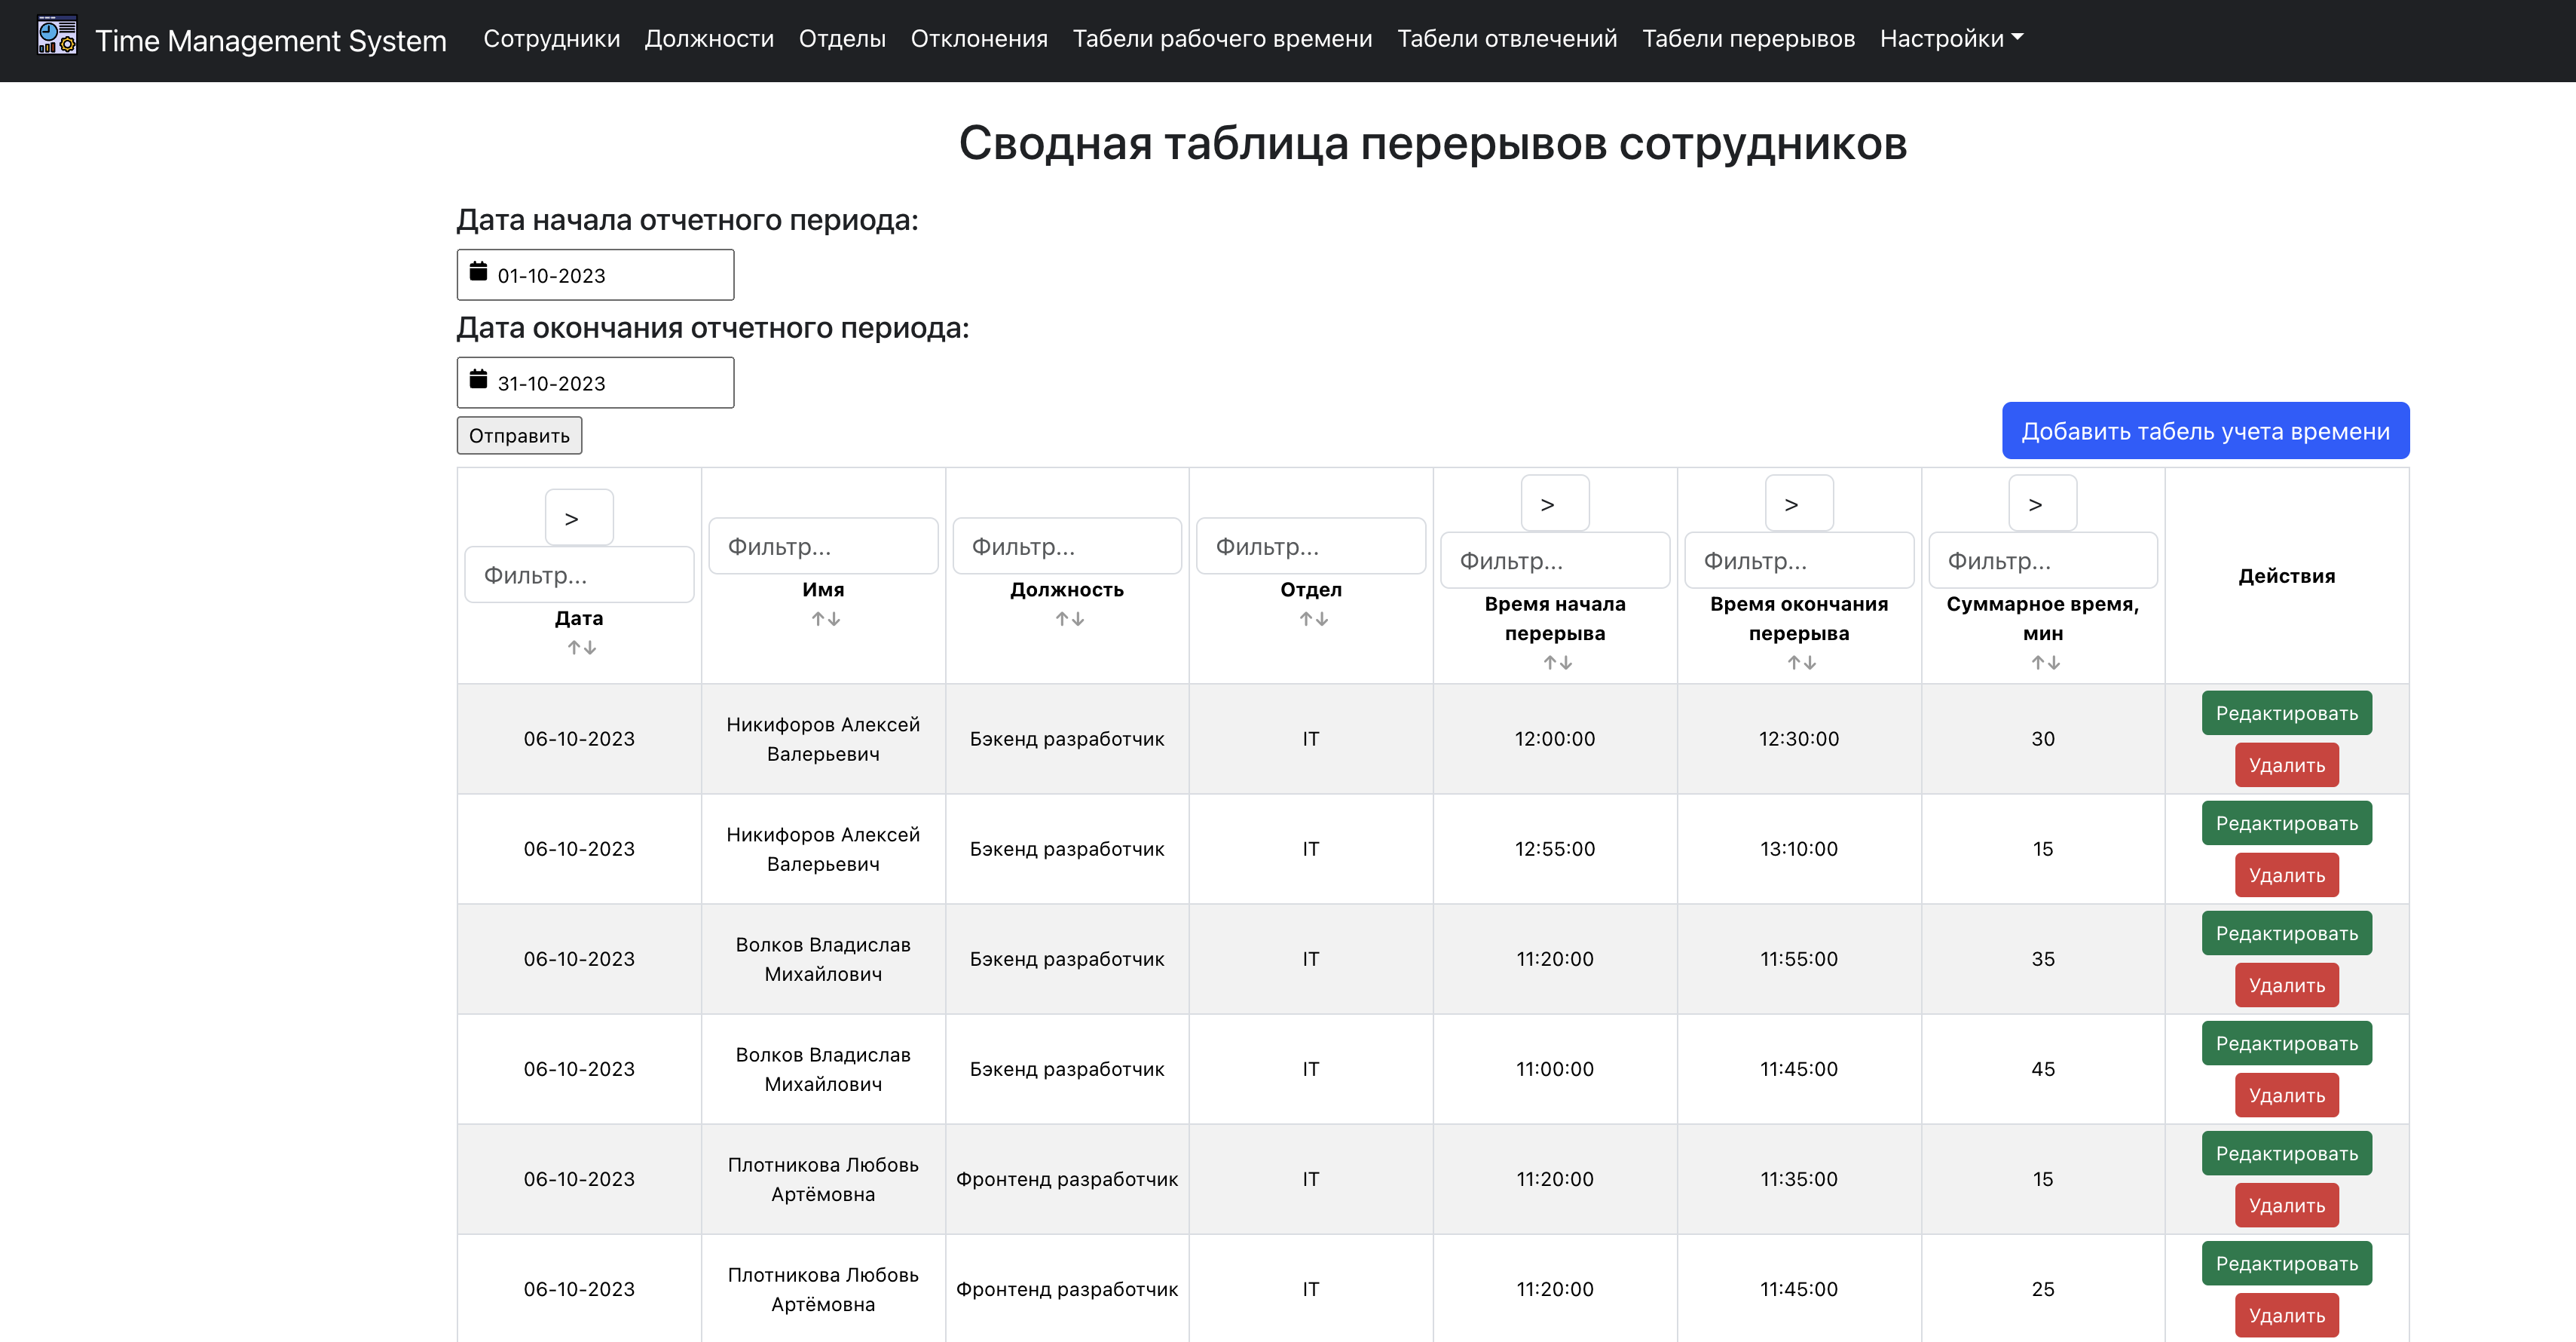 Time Management System Сотрудники Должности Отделы Отклонения Табели рабочего времени Табели отвлечений Табели перерывов Настройки
Сводная таблица перерывов сотрудников
Дата начала отчетного периода:
01-10-2023
Дата окончания отчетного периода:
31-10-2023
Отправить
Добавить табель учета времени
>
Фильтр...
Дата
↑↓
Фильтр...
Имя
↑↓
Фильтр...
Должность
↑↓
Фильтр...
Отдел
↑↓
>
Фильтр...
Время начала
перерыва
↑↓
>
Фильтр...
Время окончания
перерыва
↑↓
>
Фильтр...
Суммарное время,
мин
↑↓
Действия
06-10-2023
Никифоров Алексей
Валерьевич
Бэкенд разработчик
IT
12:00:00
12:30:00
30
Редактировать
Удалить
06-10-2023
Никифоров Алексей
Валерьевич
Бэкенд разработчик
IT
12:55:00
13:10:00
15
Редактировать
Удалить
06-10-2023
Волков Владислав
Михайлович
Бэкенд разработчик
IT
11:20:00
11:55:00
35
Редактировать
Удалить
06-10-2023
Волков Владислав
Михайлович
Бэкенд разработчик
IT
11:00:00
11:45:00
45
Редактировать
Удалить
06-10-2023
Плотникова Любовь
Артёмовна
Фронтенд разработчик
IT
11:20:00
11:35:00
15
Редактировать
Удалить
06-10-2023
Плотникова Любовь
Артёмовна
Фронтенд разработчик
IT
11:20:00
11:45:00
25
Редактировать
Удалить